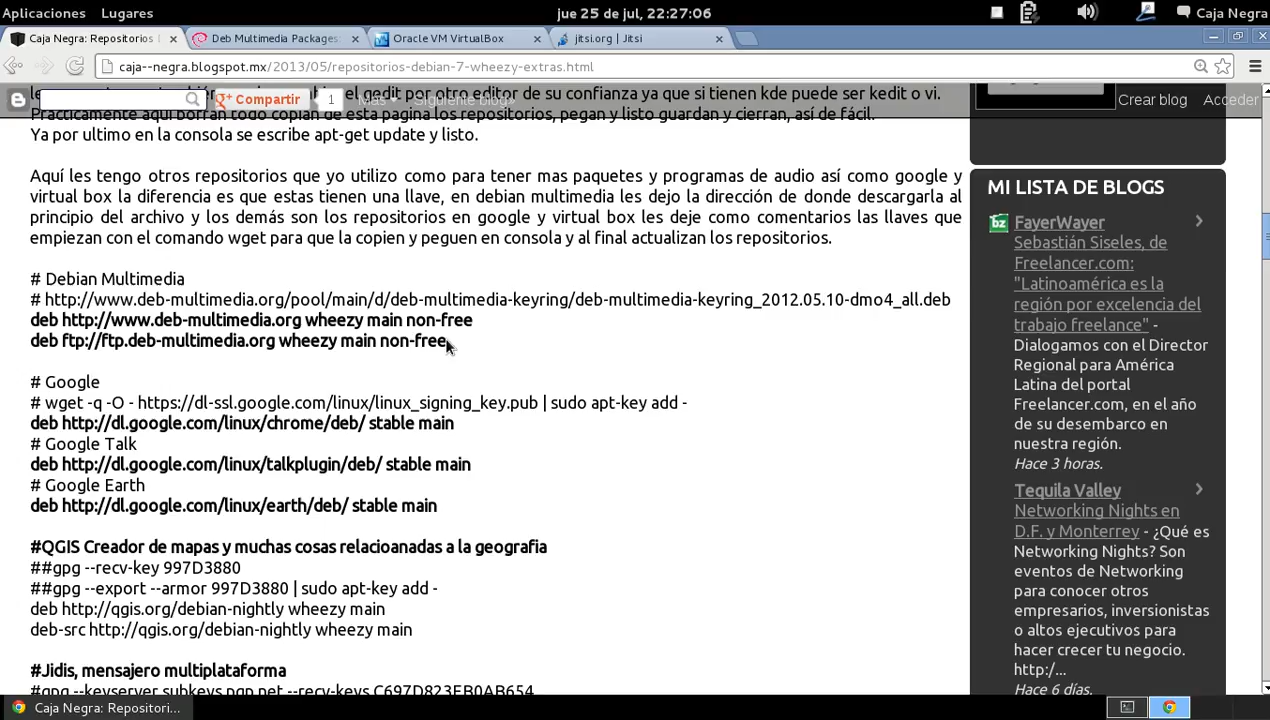 Aplicaciones Lugares jue 25 de jul, 22:27:06 Caja Negra
Caja Negra: Repositorios Deb Multimedia Packages: Oracle VM VirtualBox jitsi.org | Jitsi
caja--negra.blogspot.mx/2013/05/repositorios-debian-7-wheezy-extras.html
el gedit por otro editor de su confianza ya que si tienen kde puede ser kedit o vi.
Compartir 1 Más Siguiente blog» Crear blog Acceder
Prácticamente aquí borran todo copian de esta pagina los repositorios, pegan y listo guardan y cierran, así de fácil.
Ya por ultimo en la consola se escribe apt-get update y listo.
Aquí les tengo otros repositorios que yo utilizo como para tener mas paquetes y programas de audio así como google y
virtual box la diferencia es que estas tienen una llave, en debian multimedia les dejo la dirección de donde descargarla al
principio del archivo y los demás son los repositorios en google y virtual box les deje como comentarios las llaves que
empiezan con el comando wget para que la copien y peguen en consola y al final actualizan los repositorios.
# Debian Multimedia
# http://www.deb-multimedia.org/pool/main/d/deb-multimedia-keyring/deb-multimedia-keyring_2012.05.10-dmo4_all.deb
deb http://www.deb-multimedia.org wheezy main non-free
deb ftp://ftp.deb-multimedia.org wheezy main non-free
# Google
# wget -q -O - https://dl-ssl.google.com/linux/linux_signing_key.pub | sudo apt-key add -
deb http://dl.google.com/linux/chrome/deb/ stable main
# Google Talk
deb http://dl.google.com/linux/talkplugin/deb/ stable main
# Google Earth
deb http://dl.google.com/linux/earth/deb/ stable main
#QGIS Creador de mapas y muchas cosas relacioanadas a la geografia
##gpg --recv-key 997D3880
##gpg --export --armor 997D3880 | sudo apt-key add -
deb http://qgis.org/debian-nightly wheezy main
deb-src http://qgis.org/debian-nightly wheezy main
#Jidis, mensajero multiplataforma
#gpg --keyserver subkeys.pgp.net --recv-keys C697D823EB0AB654
MI LISTA DE BLOGS
FayerWayer
Sebastián Siseles, de
Freelancer.com:
"Latinoamérica es la
región por excelencia del
trabajo freelance" -
Dialogamos con el Director
Regional para América
Latina del portal
Freelancer.com, en el año
de su desembarco en
nuestra región.
Hace 3 horas.
Tequila Valley
Networking Nights en
D.F. y Monterrey - ¿Qué es
Networking Nights? Son
eventos de Networking
para conocer otros
empresarios, inversionistas
o altos ejecutivos para
hacer crecer tu negocio.
http:/...
Hace 6 días.
Caja Negra: Repositori...